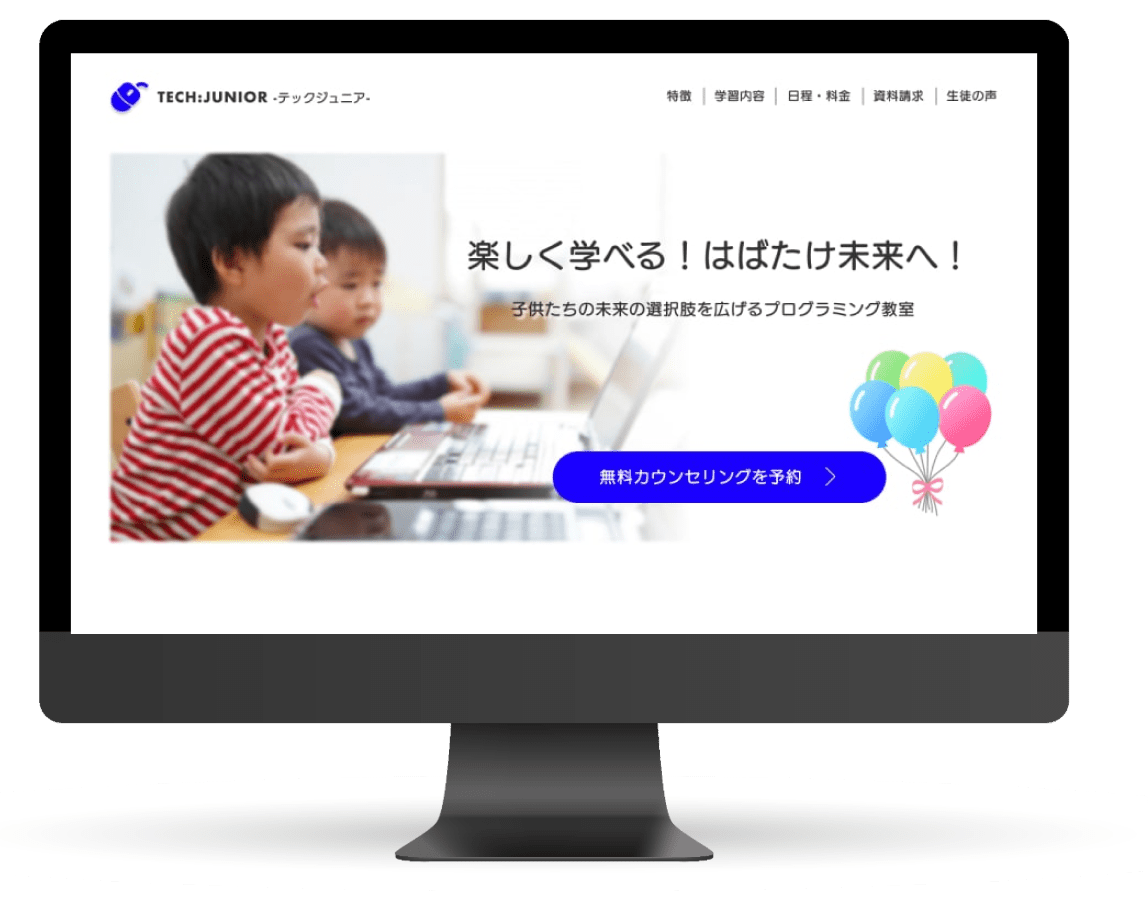 TECH:JUNIOR -テックジュニア-
特徴 | 学習内容 | 日程・料金 | 資料請求 | 生徒の声
楽しく学べる！はばたけ未来へ！
子供たちの未来の選択肢を広げるプログラミング教室
無料カウンセリングを予約